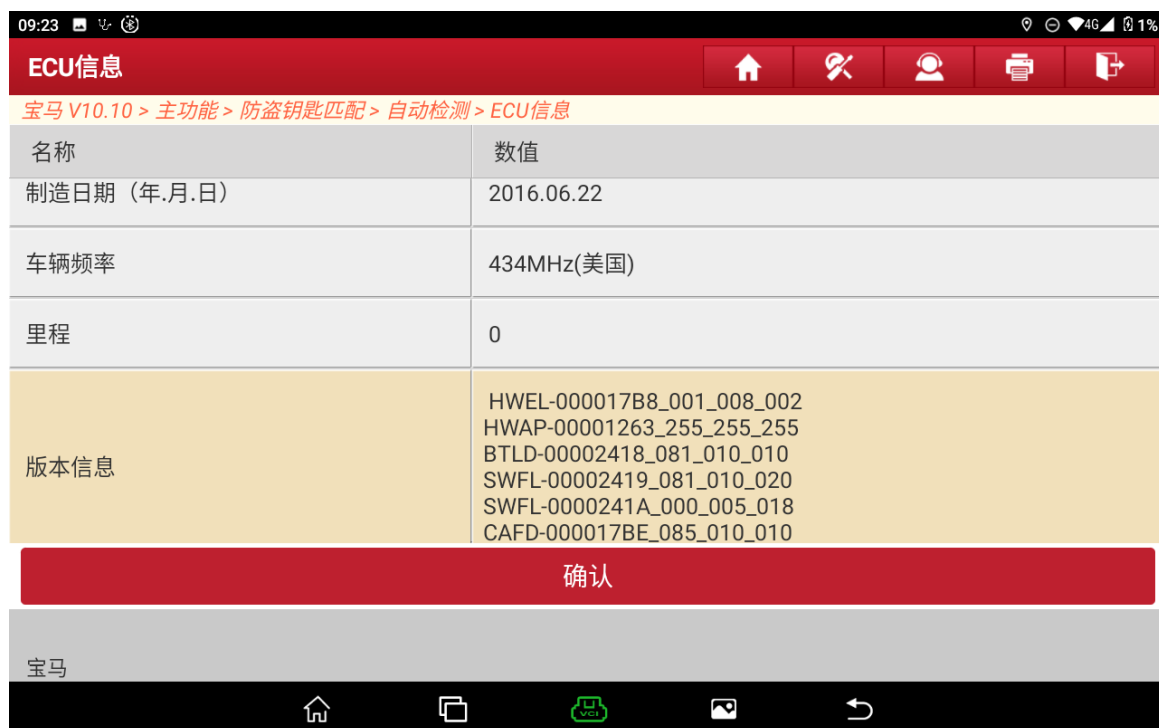 09:23 4G 1%
ECU信息
宝马 V10.10 > 主功能 > 防盗钥匙匹配 > 自动检测 > ECU信息
名称 数值
制造日期（年.月.日） 2016.06.22
车辆频率 434MHz(美国)
里程 0
版本信息 HWEL-000017B8_001_008_002
HWAP-00001263_255_255_255
BTLD-00002418_081_010_010
SWFL-00002419_081_010_020
SWFL-0000241A_000_005_018
CAFD-000017BE_085_010_010
确认
宝马
VCI